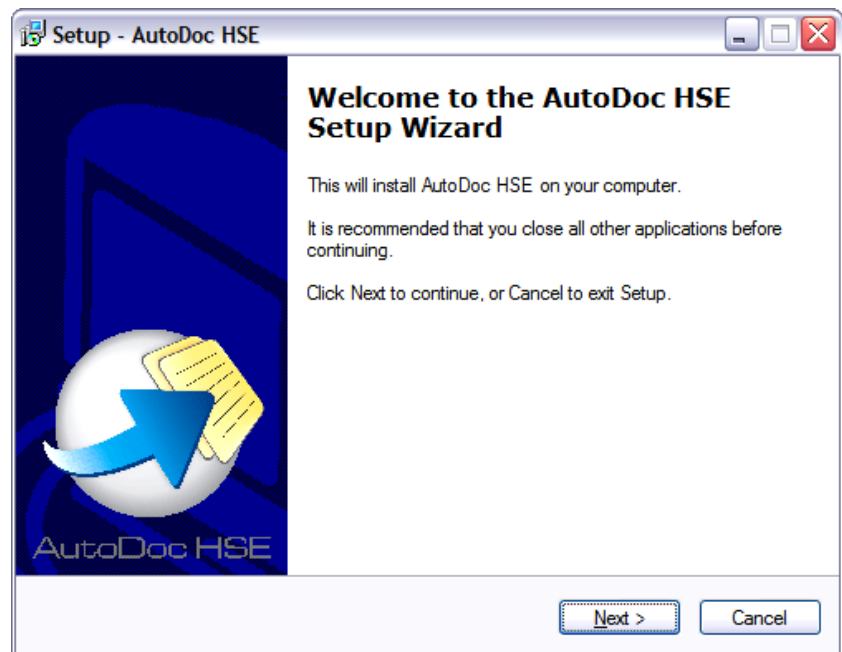 Setup - AutoDoc HSE
Welcome to the AutoDoc HSE
Setup Wizard
This will install AutoDoc HSE on your computer.
It is recommended that you close all other applications before
continuing.
Click Next to continue, or Cancel to exit Setup.
AutoDoc HSE
Next >
Cancel